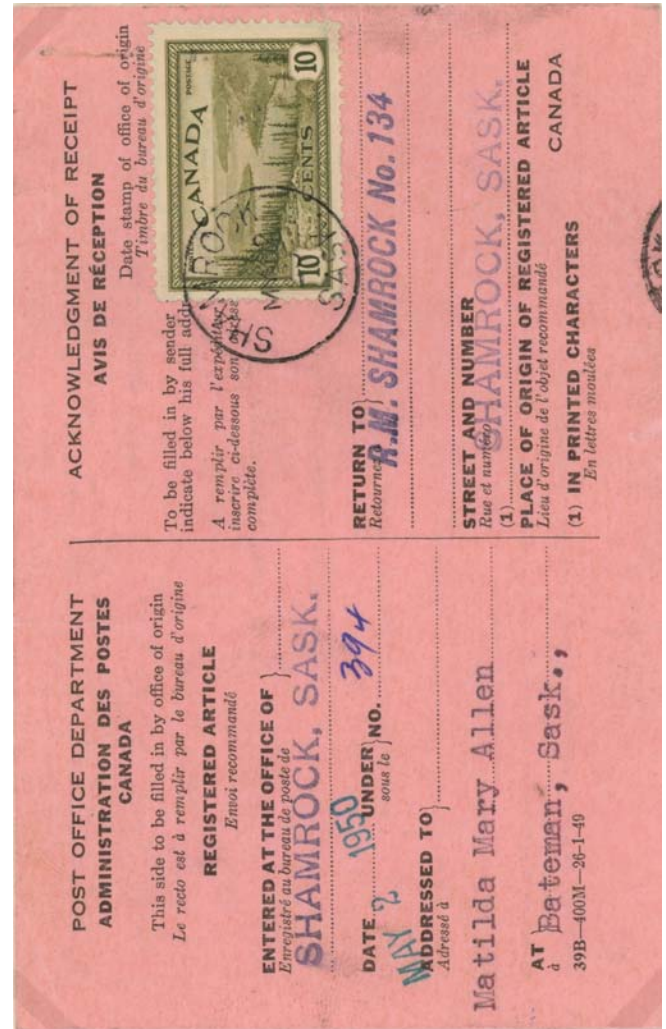 POST OFFICE DEPARTMENT
ADMINISTRATION DES POSTES
CANADA
This side to be filled in by office of origin
Le recto est à remplir par le bureau d'origine
REGISTERED ARTICLE
Envoi recommandé
ENTERED AT THE OFFICE OF }
Enregistré au bureau de poste de
SHAMROCK, SASK.
DATE MAY 2 1950 UNDER } NO. 394
sous le
ADDRESSED TO }
Adressé à
Matilda Mary Allen
AT } Bateman, Sask.,
à
39B—400M—26-1-49
ACKNOWLEDGMENT OF RECEIPT
AVIS DE RÉCEPTION
Date stamp of office of origin
Timbre du bureau d'origine
To be filled in by sender
indicate below his full addr
A remplir par l'expéditeur
inscrire ci-dessous son adresse
complète.
POSTAGE
CANADA
10 CENTS 10
SHAMROCK
SASK
RETURN TO }
Retourner
R.M. SHAMROCK No. 134
STREET AND NUMBER
Rue et numéro
SHAMROCK, SASK.
(1)
PLACE OF ORIGIN OF REGISTERED ARTICLE
Lieu d'origine de l'objet recommandé
CANADA
(1) IN PRINTED CHARACTERS
En lettres moulées